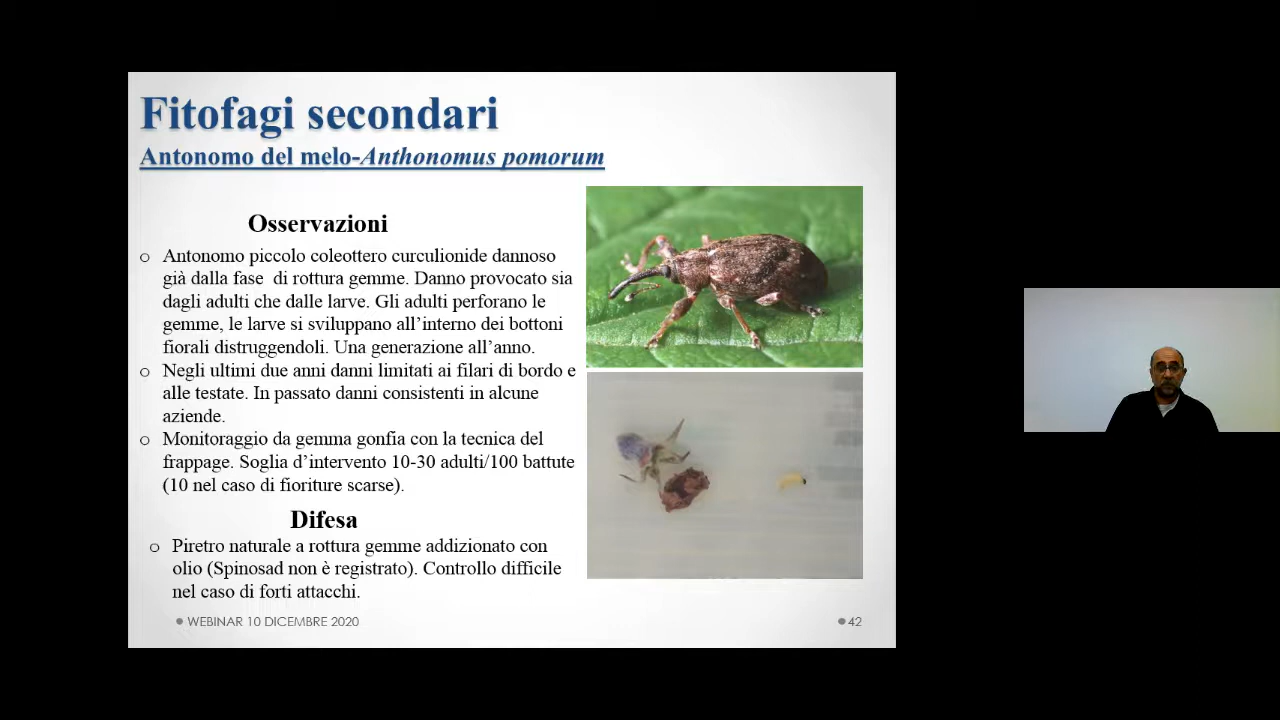 Fitofagi secondari
Antonomo del melo-Anthonomus pomorum
Osservazioni
o Antonomo piccolo coleottero curculionide dannoso
già dalla fase di rottura gemme. Danno provocato sia
dagli adulti che dalle larve. Gli adulti perforano le
gemme, le larve si sviluppano all’interno dei bottoni
fiorali distruggendoli. Una generazione all’anno.
o Negli ultimi due anni danni limitati ai filari di bordo e
alle testate. In passato danni consistenti in alcune
aziende.
o Monitoraggio da gemma gonfia con la tecnica del
frappage. Soglia d’intervento 10-30 adulti/100 battute
(10 nel caso di fioriture scarse).
Difesa
o Piretro naturale a rottura gemme addizionato con
olio (Spinosad non è registrato). Controllo difficile
nel caso di forti attacchi.
● WEBINAR 10 DICEMBRE 2020
● 42